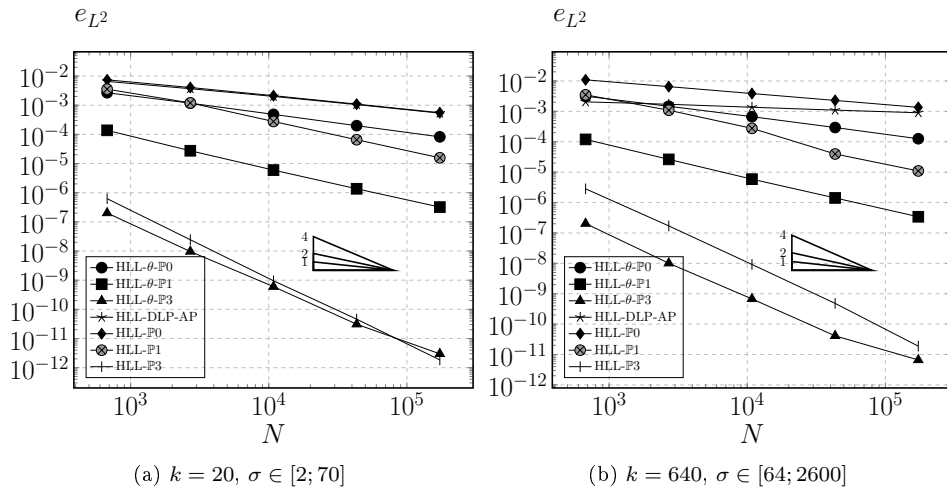 e_{L^2}
10^{-2}
10^{-3}
10^{-4}
10^{-5}
10^{-6}
10^{-7}
10^{-8}
10^{-9}
10^{-10}
10^{-11}
10^{-12}
4
2
1
HLL-θ-ℙ0
HLL-θ-ℙ1
HLL-θ-ℙ3
HLL-DLP-AP
HLL-ℙ0
HLL-ℙ1
HLL-ℙ3
10^3
10^4
10^5
N
(a) k = 20, σ ∈ [2; 70]
e_{L^2}
10^{-2}
10^{-3}
10^{-4}
10^{-5}
10^{-6}
10^{-7}
10^{-8}
10^{-9}
10^{-10}
10^{-11}
10^{-12}
4
2
1
HLL-θ-ℙ0
HLL-θ-ℙ1
HLL-θ-ℙ3
HLL-DLP-AP
HLL-ℙ0
HLL-ℙ1
HLL-ℙ3
10^3
10^4
10^5
N
(b) k = 640, σ ∈ [64; 2600]